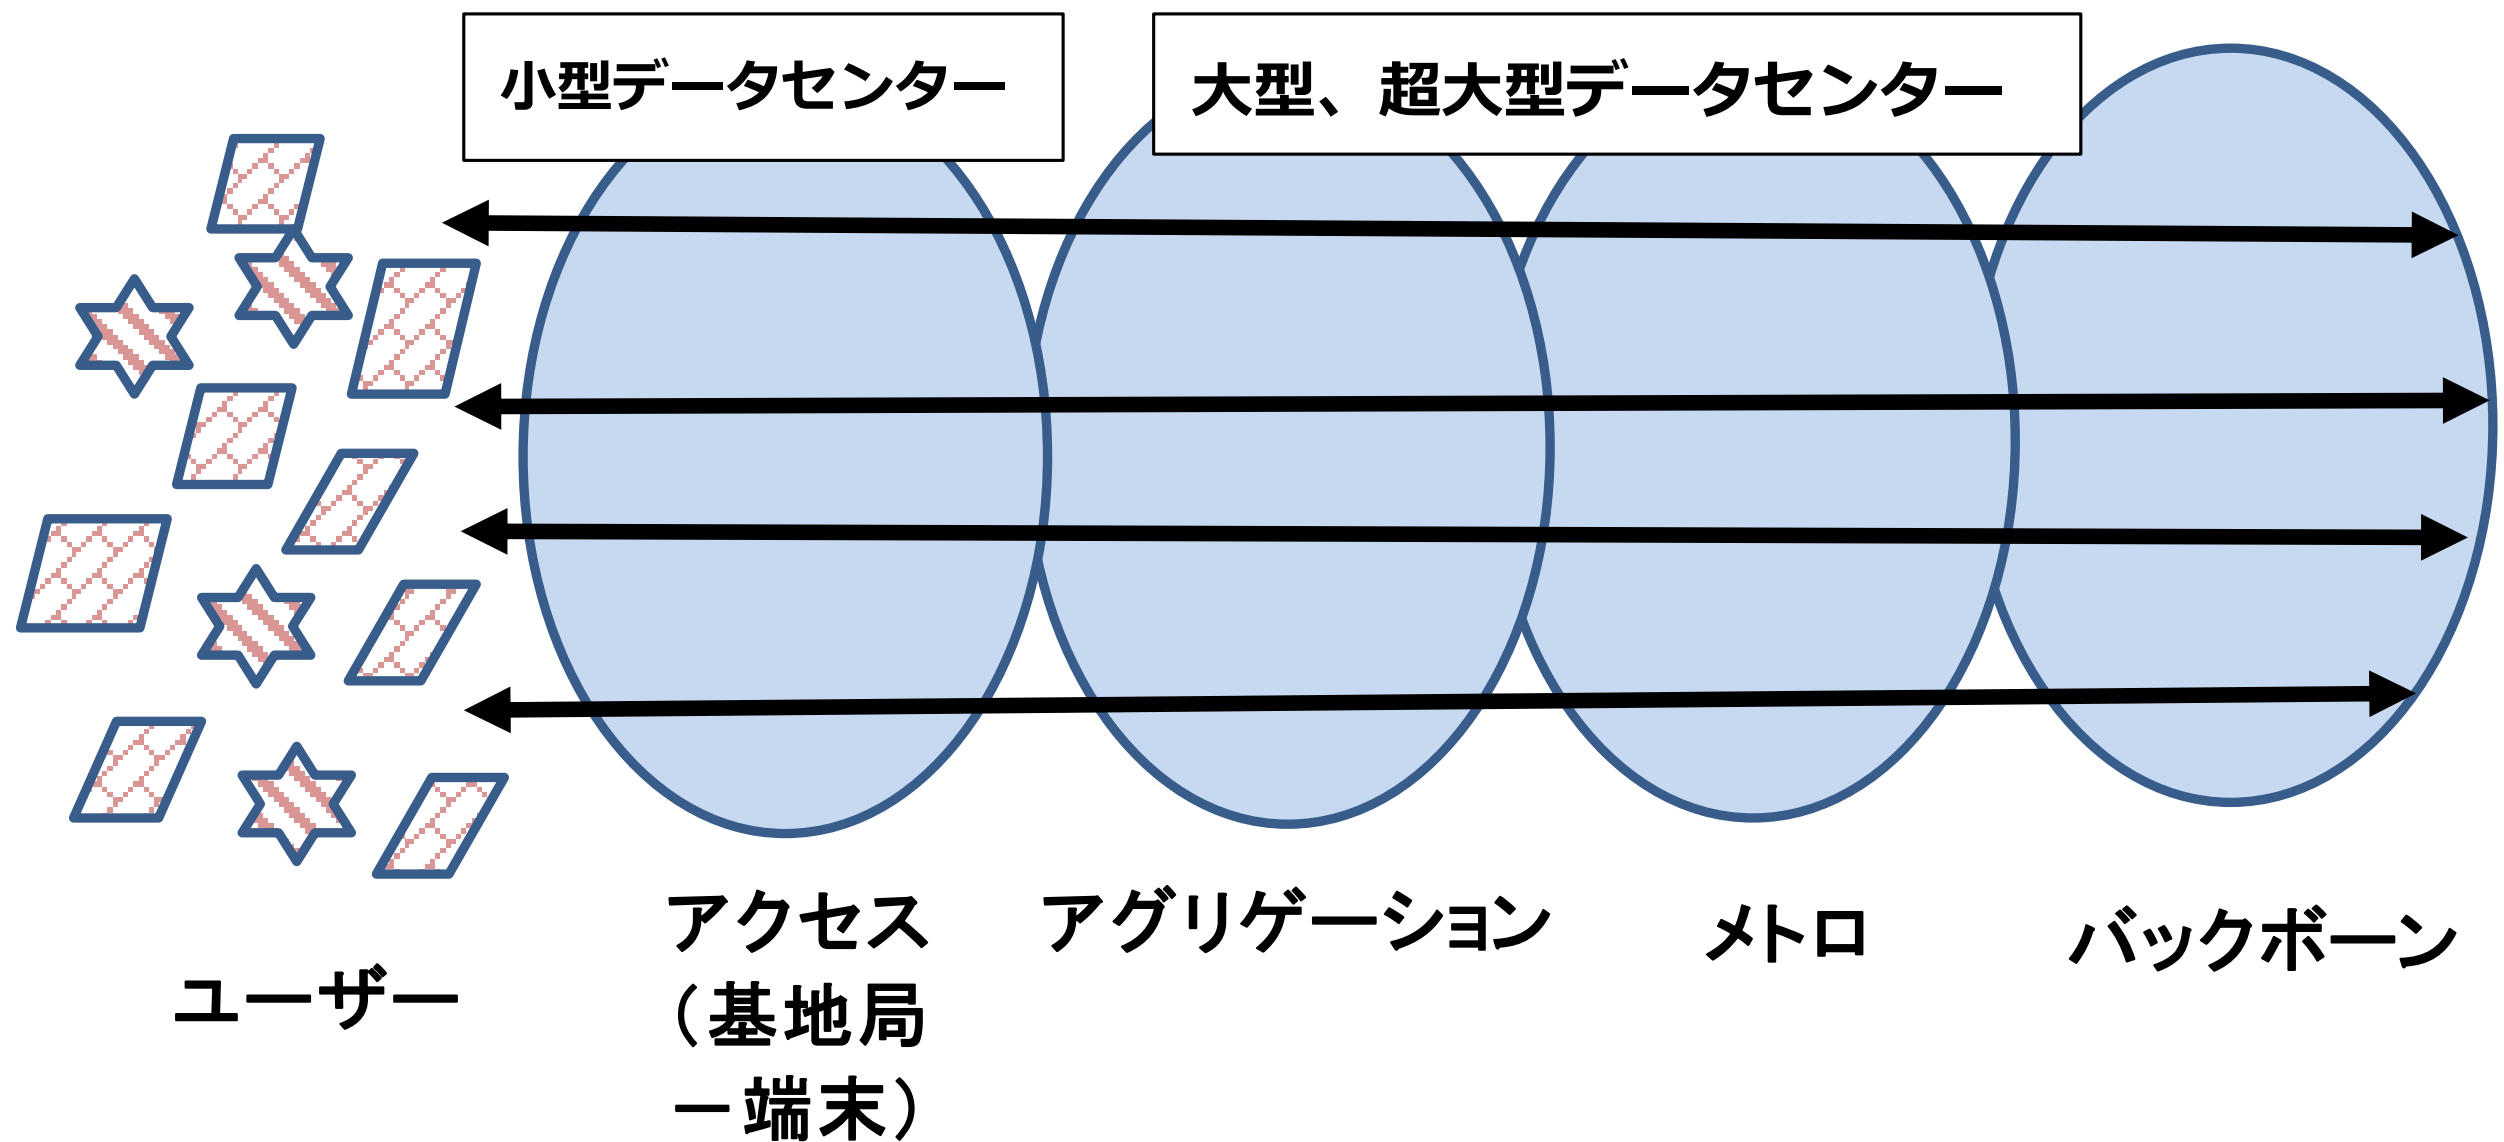 小型データセンター
大型、超大型データセンター
ユーザー
アクセス
（基地局
ー端末）
アグリゲーション
メトロ
バックボーン